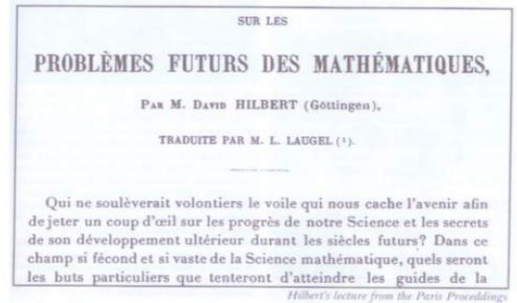 SUR LES
PROBLÈMES FUTURS DES MATHÉMATIQUES,
PAR M. DAVID HILBERT (Göttingen),
TRADUITE PAR M. L. LAUGEL (¹).
Qui ne soulèverait volontiers le voile qui nous cache l'avenir afin
de jeter un coup d'œil sur les progrès de notre Science et les secrets
de son développement ultérieur durant les siècles futurs? Dans ce
champ si fécond et si vaste de la Science mathématique, quels seront
les buts particuliers que tenteront d'atteindre les guides de la
Hilbert's lecture from the Paris Proceddings